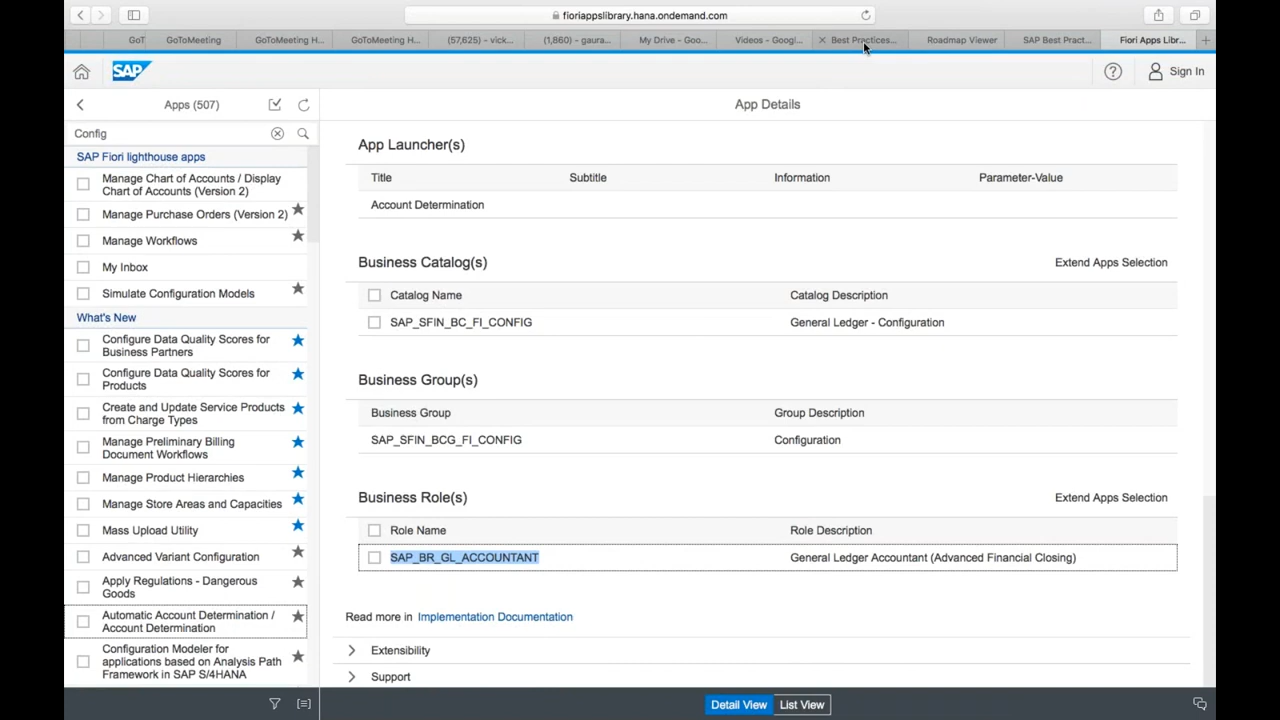 fioriappslibrary.hana.ondemand.com
GoT
GoToMeeting
GoToMeeting H...
GoToMeeting H...
(57,625) – vick...
(1,860) – gaura...
My Drive – Goo...
Videos – Googl...
Best Practices...
Roadmap Viewer
SAP Best Pract...
Fiori Apps Libr...
SAP
Sign In
Apps (507)
App Details
Config
SAP Fiori lighthouse apps
Manage Chart of Accounts / Display
Chart of Accounts (Version 2)
Manage Purchase Orders (Version 2)
Manage Workflows
My Inbox
Simulate Configuration Models
What's New
Configure Data Quality Scores for
Business Partners
Configure Data Quality Scores for
Products
Create and Update Service Products
from Charge Types
Manage Preliminary Billing
Document Workflows
Manage Product Hierarchies
Manage Store Areas and Capacities
Mass Upload Utility
Advanced Variant Configuration
Apply Regulations - Dangerous
Goods
Automatic Account Determination /
Account Determination
Configuration Modeler for
applications based on Analysis Path
Framework in SAP S/4HANA
App Launcher(s)
Title Subtitle Information Parameter-Value
Account Determination
Business Catalog(s) Extend Apps Selection
Catalog Name Catalog Description
SAP_SFIN_BC_FI_CONFIG General Ledger - Configuration
Business Group(s)
Business Group Group Description
SAP_SFIN_BCG_FI_CONFIG Configuration
Business Role(s) Extend Apps Selection
Role Name Role Description
SAP_BR_GL_ACCOUNTANT General Ledger Accountant (Advanced Financial Closing)
Read more in Implementation Documentation
Extensibility
Support
Detail View List View